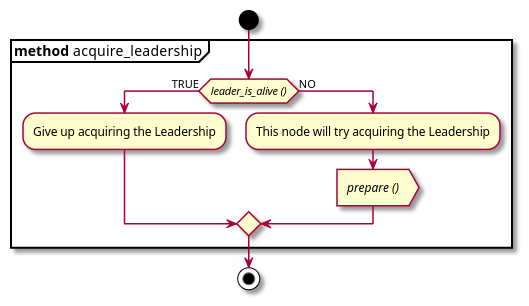 method acquire_leadership
TRUE
leader_is_alive ()
NO
Give up acquiring the Leadership
This node will try acquiring the Leadership
prepare ()